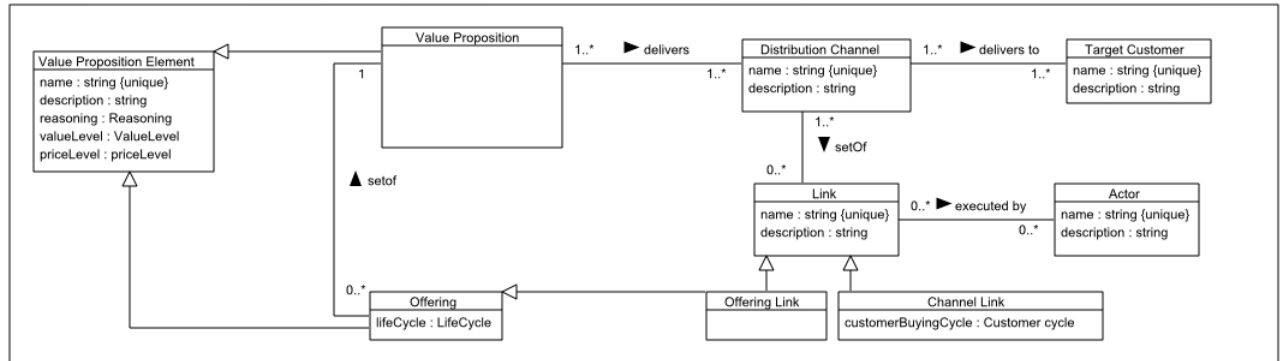 Value Proposition Element
name : string {unique}
description : string
reasoning : Reasoning
valueLevel : ValueLevel
priceLevel : priceLevel
Value Proposition
1
1..*
delivers
1..*
Distribution Channel
name : string {unique}
description : string
1..*
delivers to
1..*
Target Customer
name : string {unique}
description : string
1..*
setOf
0..*
setof
Link
name : string {unique}
description : string
0..*
executed by
0..*
Actor
name : string {unique}
description : string
0..*
Offering
lifeCycle : LifeCycle
Offering Link
Channel Link
customerBuyingCycle : Customer cycle